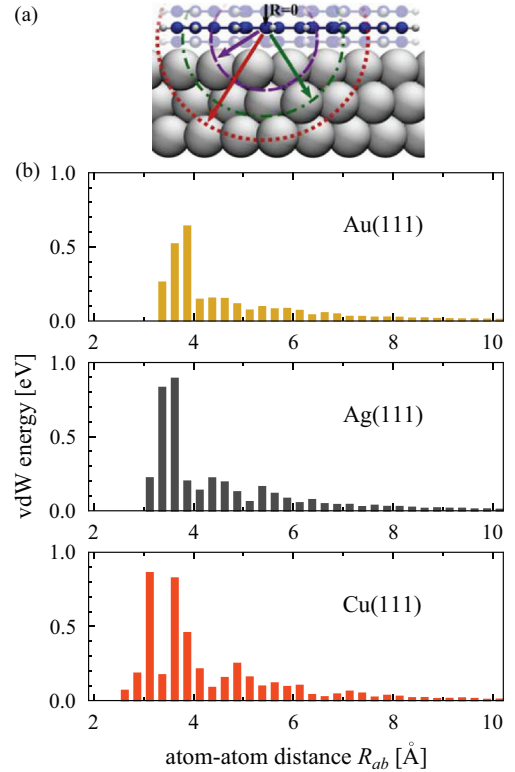 (a)
R=0
(b)
1.0
0.5
0.0
Au(111)
2 4 6 8 10
1.0
0.5
0.0
Ag(111)
2 4 6 8 10
1.0
0.5
0.0
Cu(111)
2 4 6 8 10
vdW energy [eV]
atom-atom distance R_ab [Å]